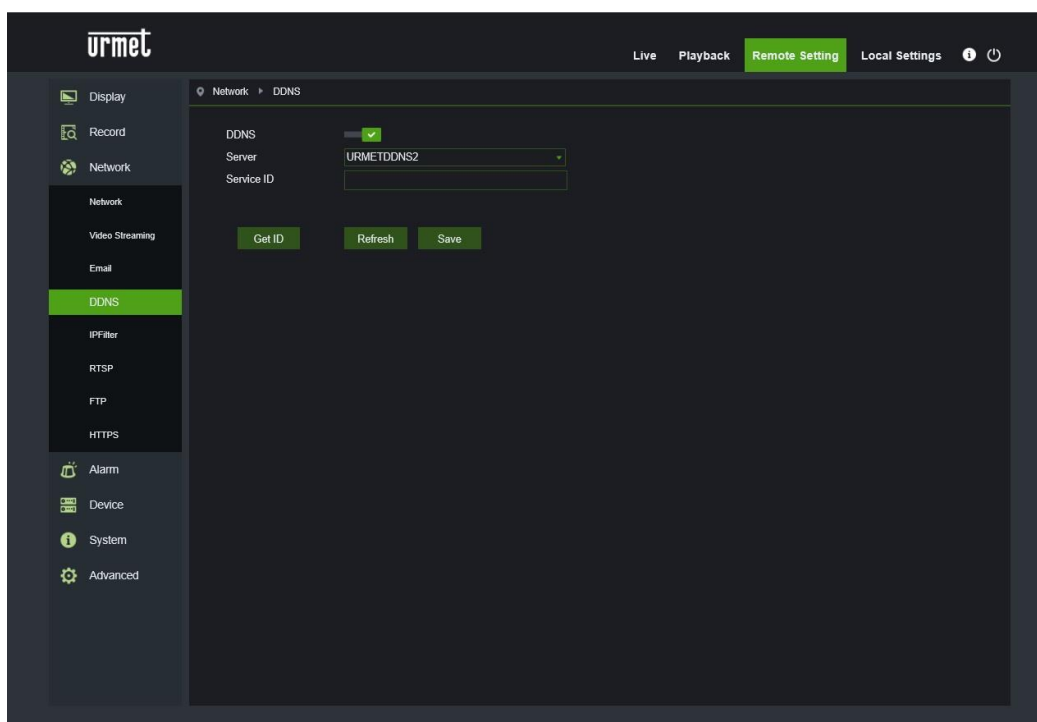 urmet
Live Playback Remote Setting Local Settings
Display
Record
Network
Network
Video Streaming
Email
DDNS
IPFilter
RTSP
FTP
HTTPS
Alarm
Device
System
Advanced
Network DDNS
DDNS
Server URMETDDNS2
Service ID
Get ID Refresh Save